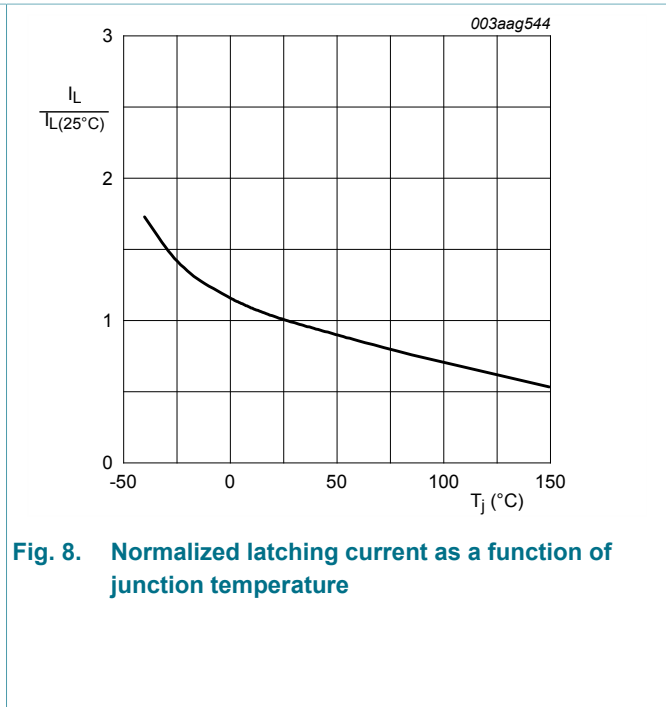 003aag544
3
I_L
I_L(25°C)
2
1
0
-50 0 50 100 150
T_j (°C)
Fig. 8. Normalized latching current as a function of
junction temperature